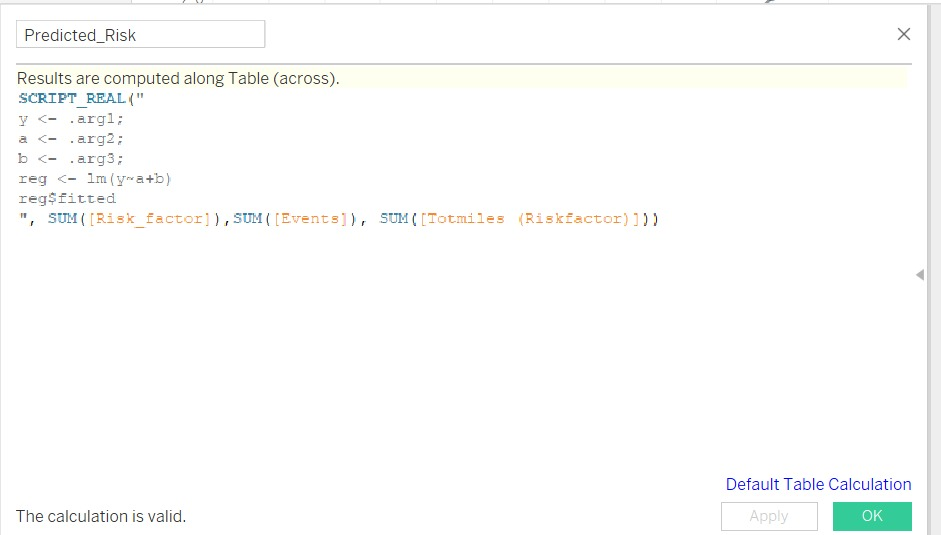 Predicted_Risk
Results are computed along Table (across).
SCRIPT_REAL("
y <- .arg1;
a <- .arg2;
b <- .arg3;
reg <- lm(y~a+b)
reg$fitted
", SUM([Risk_factor]),SUM([Events]), SUM([Totmiles (Riskfactor)]))
Default Table Calculation
The calculation is valid.
Apply
OK